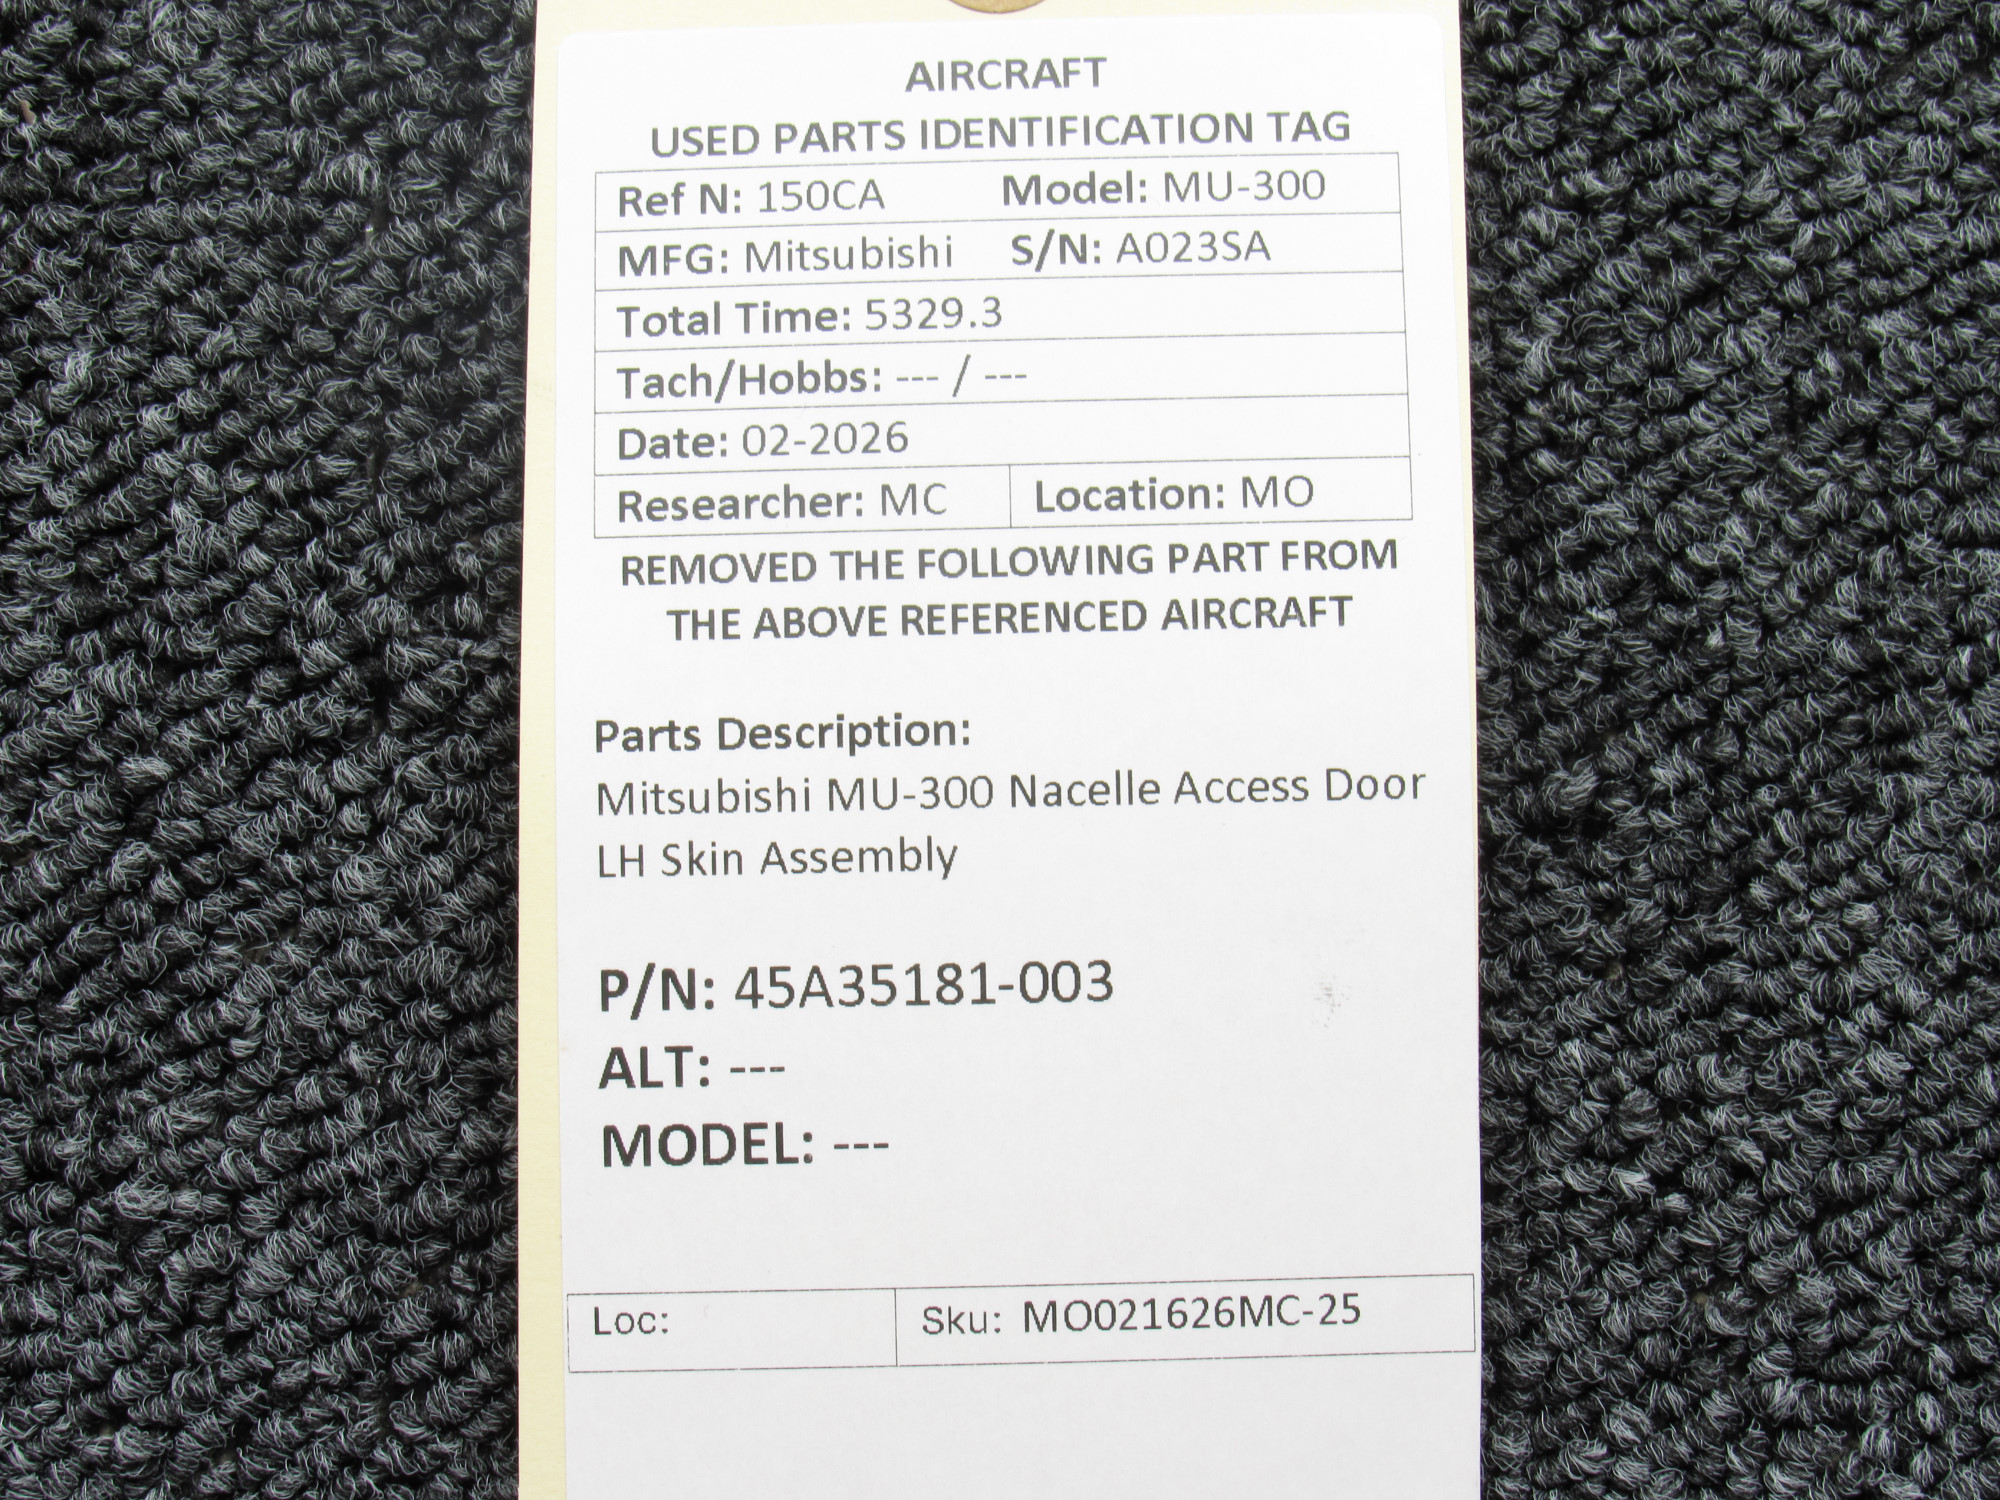 AIRCRAFT
USED PARTS IDENTIFICATION TAG
Ref N: 150CA Model: MU-300
MFG: Mitsubishi S/N: A023SA
Total Time: 5329.3
Tach/Hobbs: --- / ---
Date: 02-2026
Researcher: MC Location: MO
REMOVED THE FOLLOWING PART FROM
THE ABOVE REFERENCED AIRCRAFT
Parts Description:
Mitsubishi MU-300 Nacelle Access Door
LH Skin Assembly
P/N: 45A35181-003
ALT: ---
MODEL: ---
Loc: Sku: MO021626MC-25